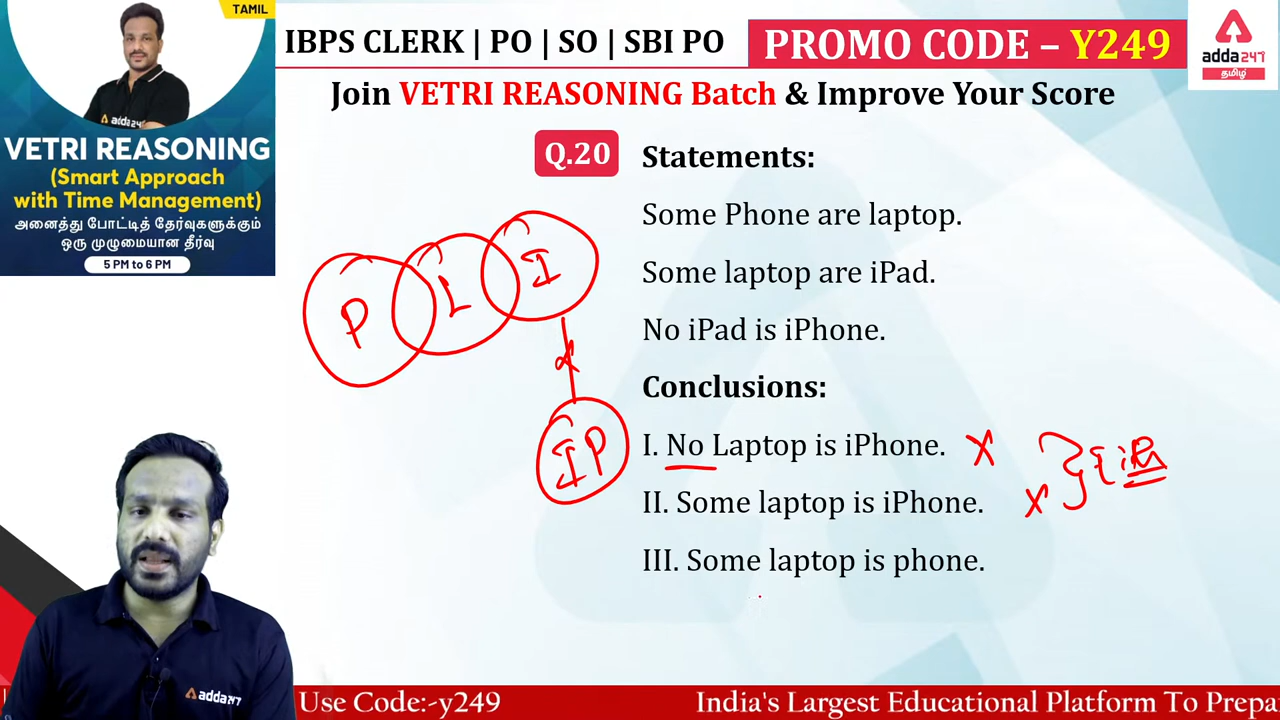 TAMIL
adda247
VETRI REASONING
(Smart Approach
with Time Management)
அனைத்து போட்டித் தேர்வுகளுக்கும்
ஒரு முழுமையான தீர்வு
5 PM to 6 PM
IBPS CLERK | PO | SO | SBI PO
PROMO CODE – Y249
adda247
தமிழ்
Join VETRI REASONING Batch & Improve Your Score
Q.20
Statements:
Some Phone are laptop.
Some laptop are iPad.
No iPad is iPhone.
Conclusions:
I. No Laptop is iPhone.
II. Some laptop is iPhone.
III. Some laptop is phone.
P
L
I
IP
adda247
Use Code:-y249
India's Largest Educational Platform To Prepa